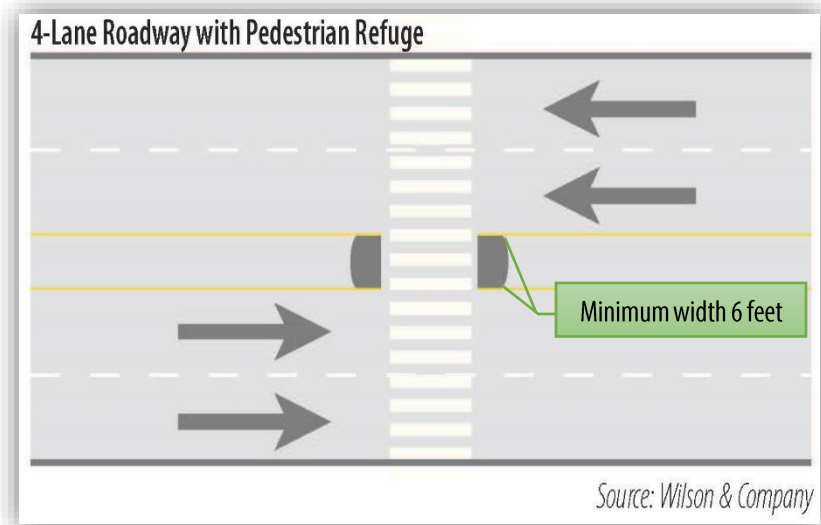 4-Lane Roadway with Pedestrian Refuge
Minimum width 6 feet
Source: Wilson & Company